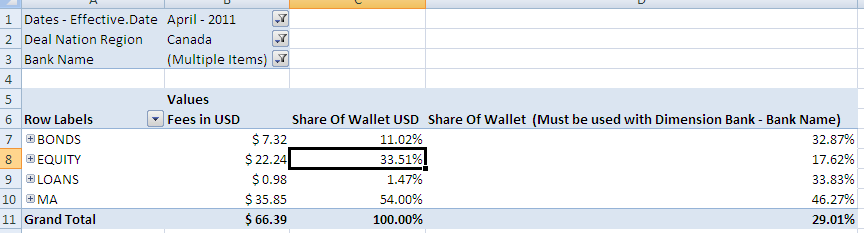 A B C D
1 Dates - Effective.Date April - 2011
2 Deal Nation Region Canada
3 Bank Name (Multiple Items)
4
5 Values
6 Row Labels Fees in USD Share Of Wallet USD Share Of Wallet (Must be used with Dimension Bank - Bank Name)
7 BONDS $ 7.32 11.02% 32.87%
8 EQUITY $ 22.24 33.51% 17.62%
9 LOANS $ 0.98 1.47% 33.83%
10 MA $ 35.85 54.00% 46.27%
11 Grand Total $ 66.39 100.00% 29.01%